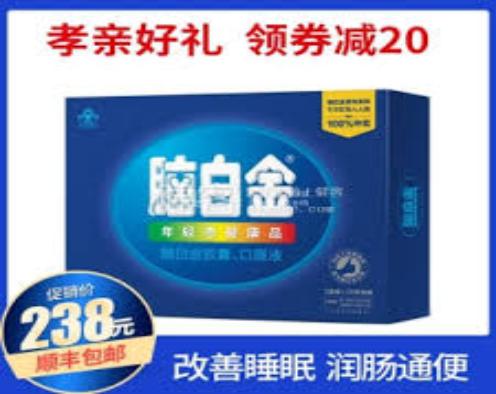 孝亲好礼 领券减20
脑白金®
年轻态健康品
脑白金胶囊、口服液
促销价
238元
顺丰包邮
改善睡眠 润肠通便